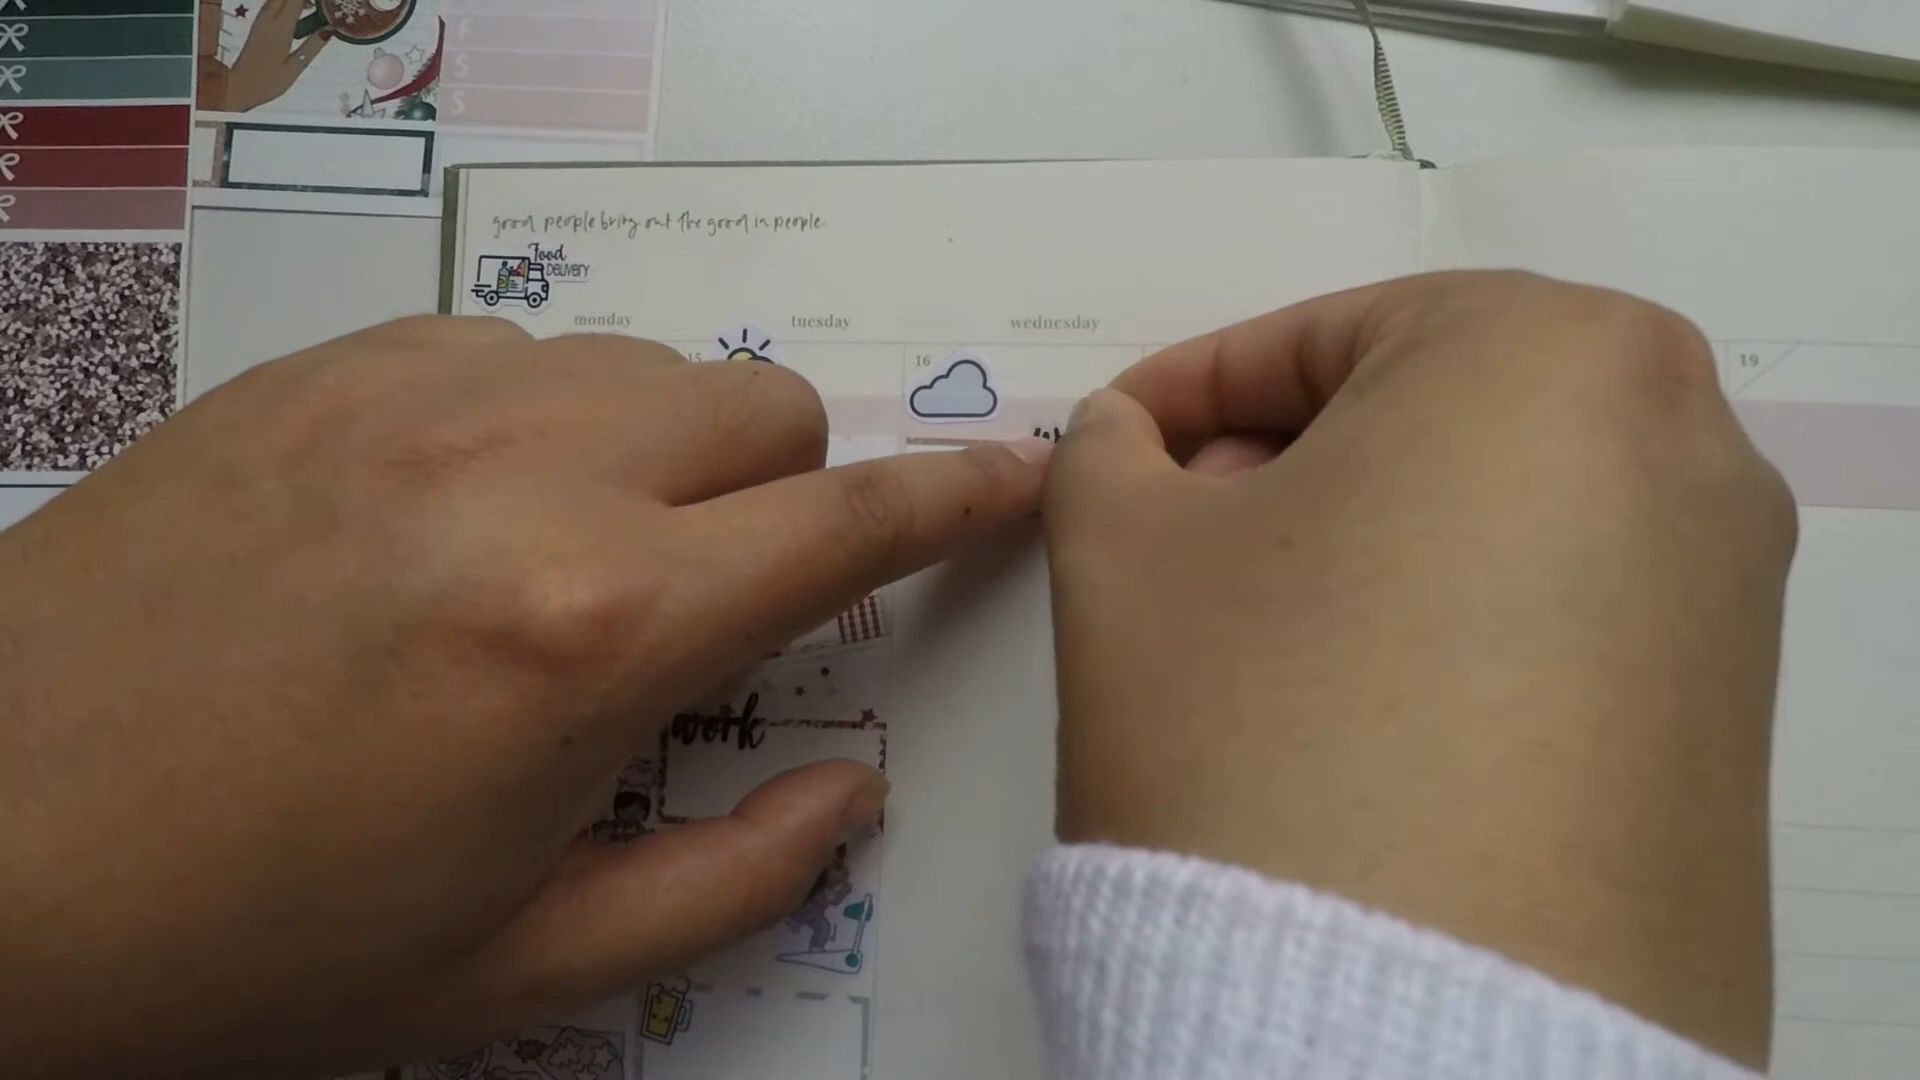 F
S
S
good people bring out the good in people.
Food
DELIVERY
monday
tuesday
wednesday
15
16
19
work